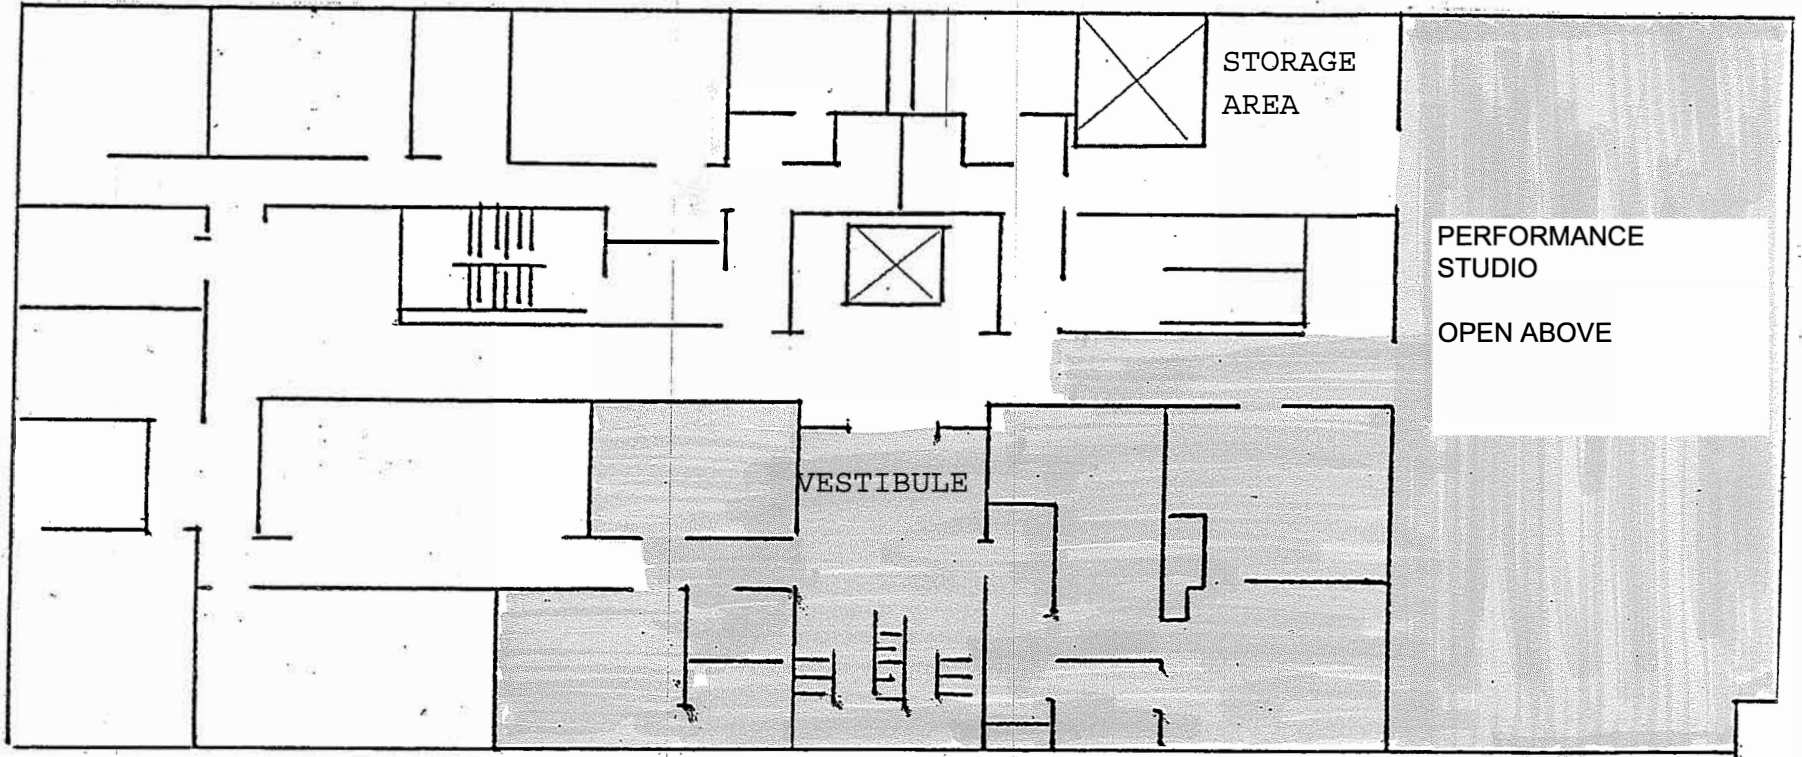 STORAGE
AREA
PERFORMANCE
STUDIO
OPEN ABOVE
VESTIBULE